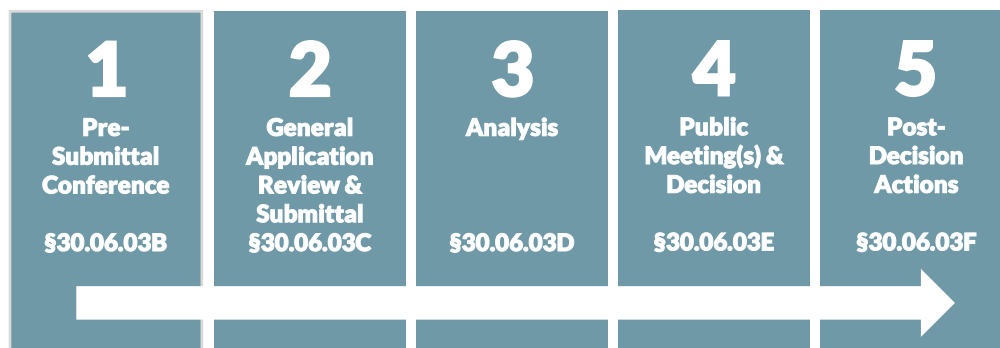 1
Pre-
Submittal
Conference
§30.06.03B
2
General
Application
Review &
Submittal
§30.06.03C
3
Analysis
§30.06.03D
4
Public
Meeting(s) &
Decision
§30.06.03E
5
Post-
Decision
Actions
§30.06.03F